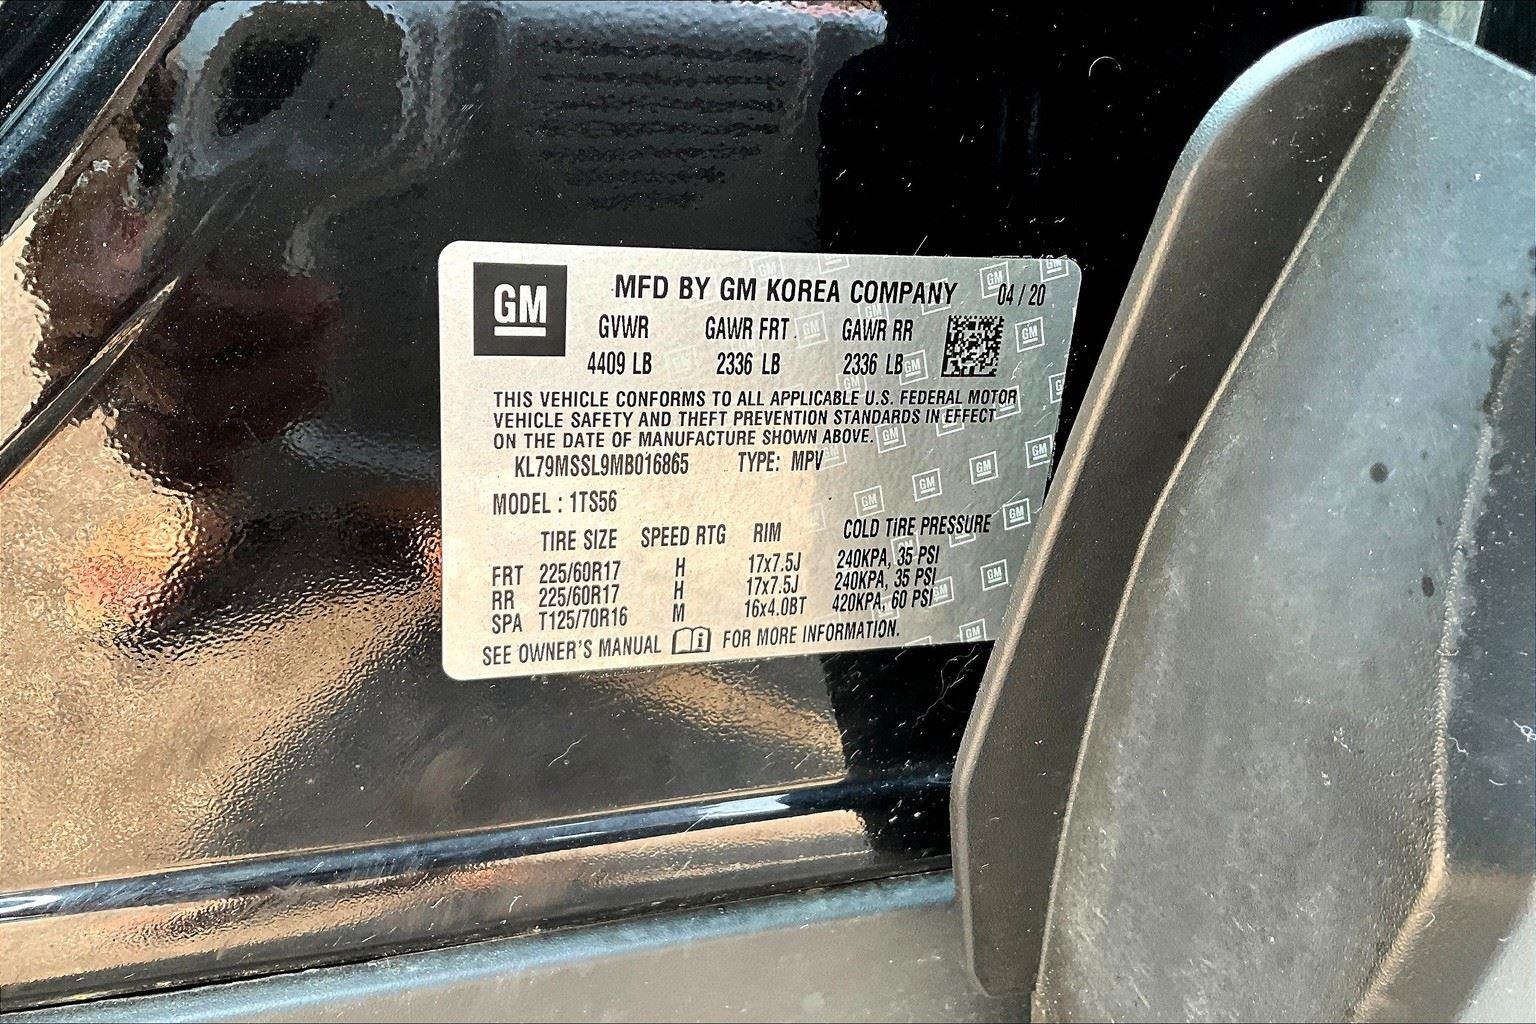 GM
MFD BY GM KOREA COMPANY 04 / 20
GVWR GAWR FRT GAWR RR
4409 LB 2336 LB 2336 LB
THIS VEHICLE CONFORMS TO ALL APPLICABLE U.S. FEDERAL MOTOR
VEHICLE SAFETY AND THEFT PREVENTION STANDARDS IN EFFECT
ON THE DATE OF MANUFACTURE SHOWN ABOVE.
KL79MSSL9MB016865 TYPE: MPV
MODEL : 1TS56
TIRE SIZE SPEED RTG RIM COLD TIRE PRESSURE
FRT 225/60R17 H 17x7.5J 240KPA, 35 PSI
RR 225/60R17 H 17x7.5J 240KPA, 35 PSI
SPA T125/70R16 M 16x4.0BT 420KPA, 60 PSI
SEE OWNER'S MANUAL FOR MORE INFORMATION.